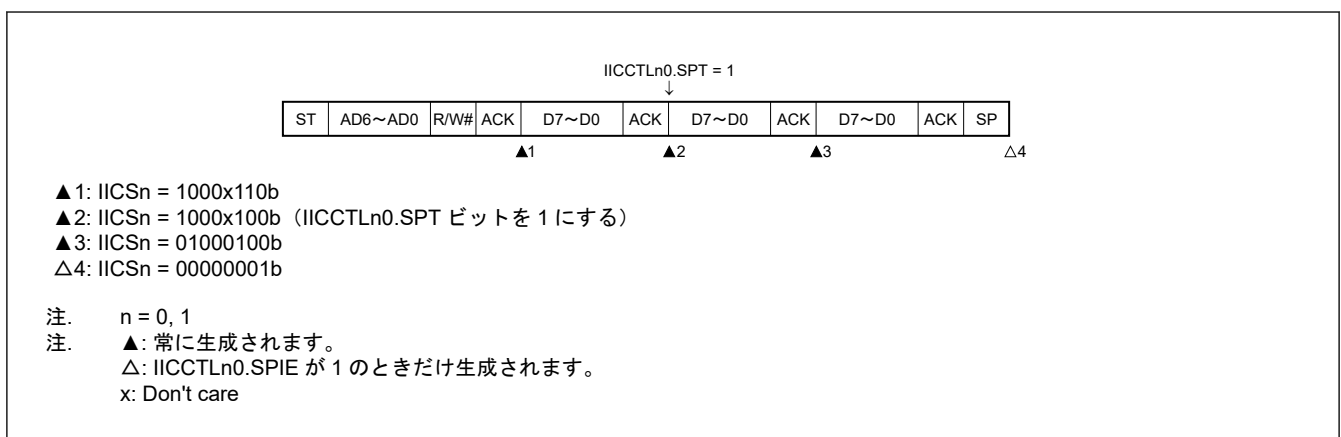 IICCTLn0.SPT = 1
↓
ST AD6～AD0 R/W# ACK D7～D0 ACK D7～D0 ACK D7～D0 ACK SP
▲1 ▲2 ▲3 △4
▲1: IICSn = 1000x110b
▲2: IICSn = 1000x100b（IICCTLn0.SPT ビットを 1 にする）
▲3: IICSn = 01000100b
△4: IICSn = 00000001b
注. n = 0, 1
注. ▲: 常に生成されます。
△: IICCTLn0.SPIE が 1 のときだけ生成されます。
x: Don't care